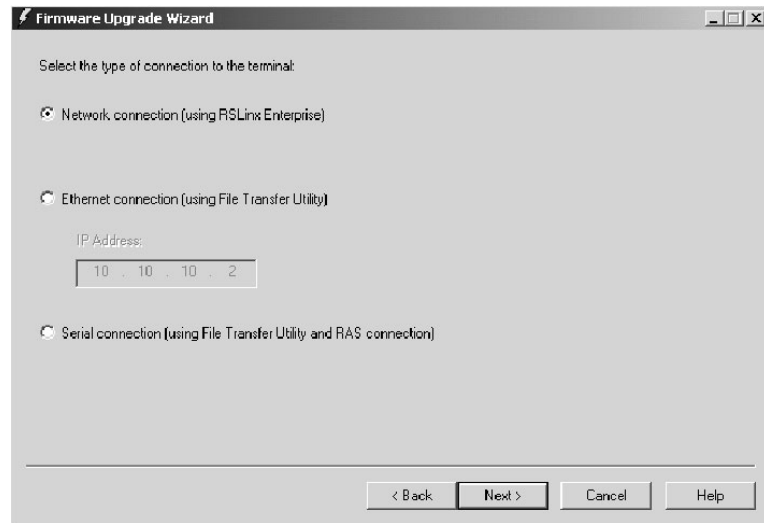 Firmware Upgrade Wizard
Select the type of connection to the terminal:
Network connection (using RSLinx Enterprise)
Ethernet connection (using File Transfer Utility)
IP Address:
10 . 10 . 10 . 2
Serial connection (using File Transfer Utility and RAS connection)
< Back Next > Cancel Help